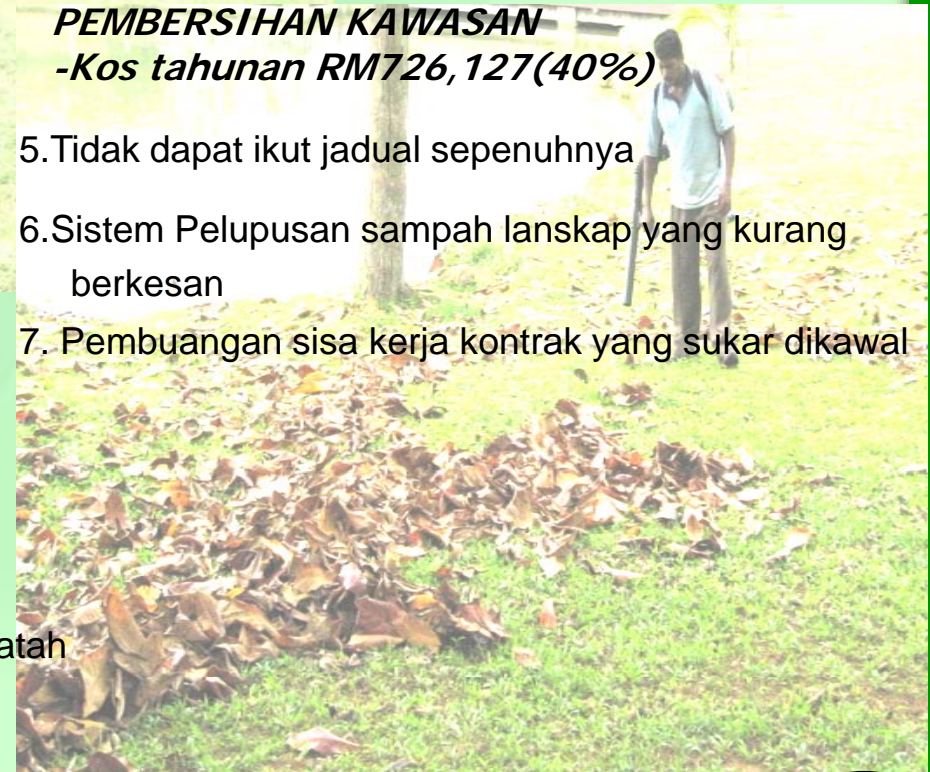 PEMBERSIHAN KAWASAN
-Kos tahunan RM726,127(40%)
5.Tidak dapat ikut jadual sepenuhnya
6.Sistem Pelupusan sampah lanskap yang kurang
berkesan
7. Pembuangan sisa kerja kontrak yang sukar dikawal
atah